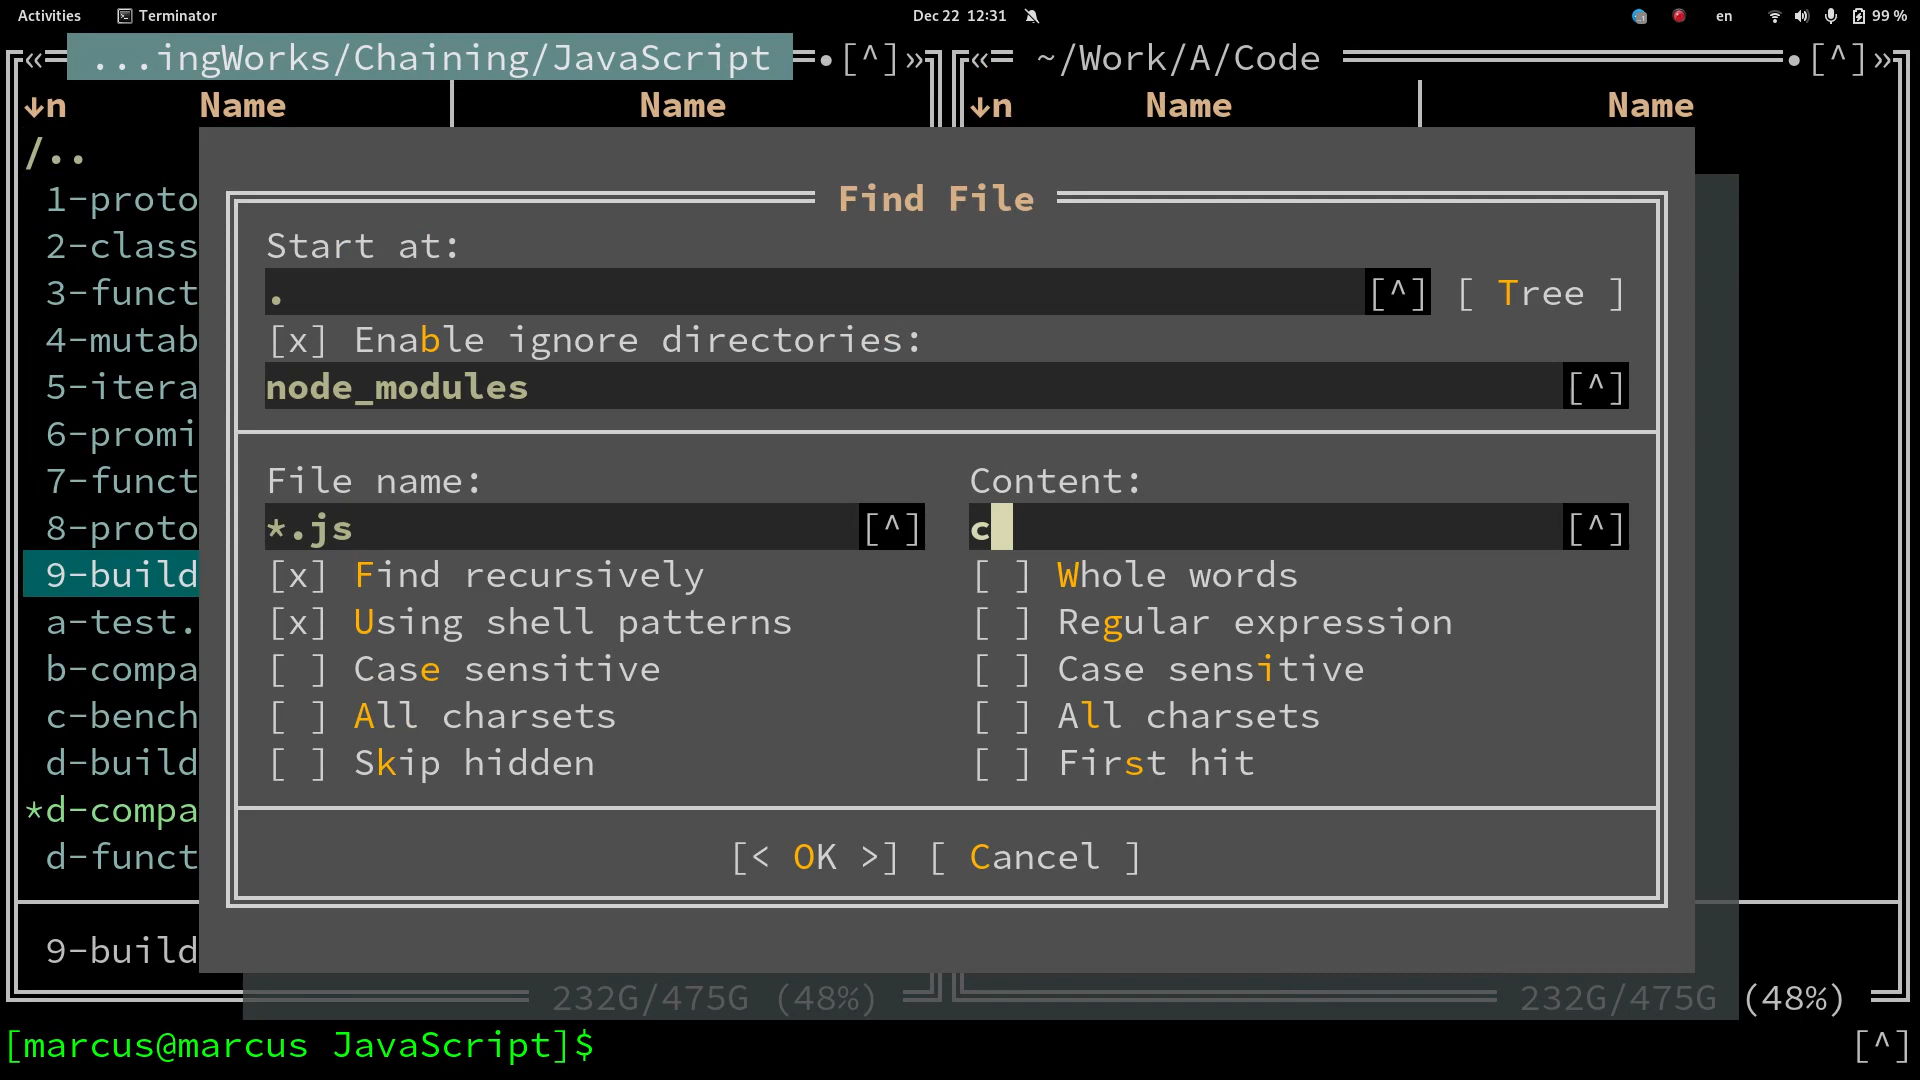 Activities Terminator Dec 22 12:31 en 99 %
«═ ...ingWorks/Chaining/JavaScript ═•[^]» «═ ~/Work/A/Code ═•[^]»
↓n Name Name ↓n Name Name
/..
1-proto
2-class
3-funct
4-mutab
5-itera
6-promi
7-funct
8-proto
9-build
a-test.
b-compa
c-bench
d-build
*d-compa
d-funct
9-build
Find File
Start at:
. [^] [ Tree ]
[x] Enable ignore directories:
node_modules [^]
File name: Content:
*.js [^] c [^]
[x] Find recursively [ ] Whole words
[x] Using shell patterns [ ] Regular expression
[ ] Case sensitive [ ] Case sensitive
[ ] All charsets [ ] All charsets
[ ] Skip hidden [ ] First hit
[< OK >] [ Cancel ]
232G/475G (48%) 232G/475G (48%)
[marcus@marcus JavaScript]$ [^]